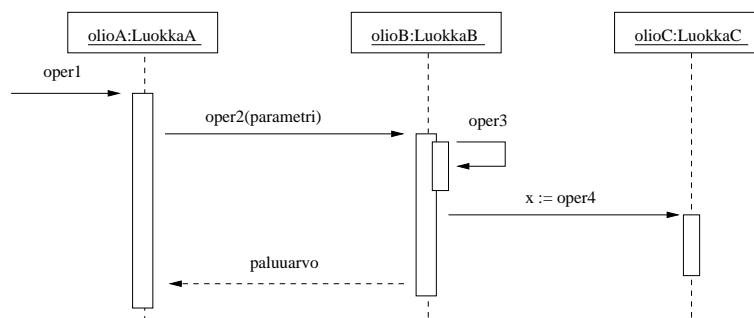 olioA:LuokkaA
olioB:LuokkaB
olioC:LuokkaC
oper1
oper2(parametri)
oper3
x := oper4
paluuarvo